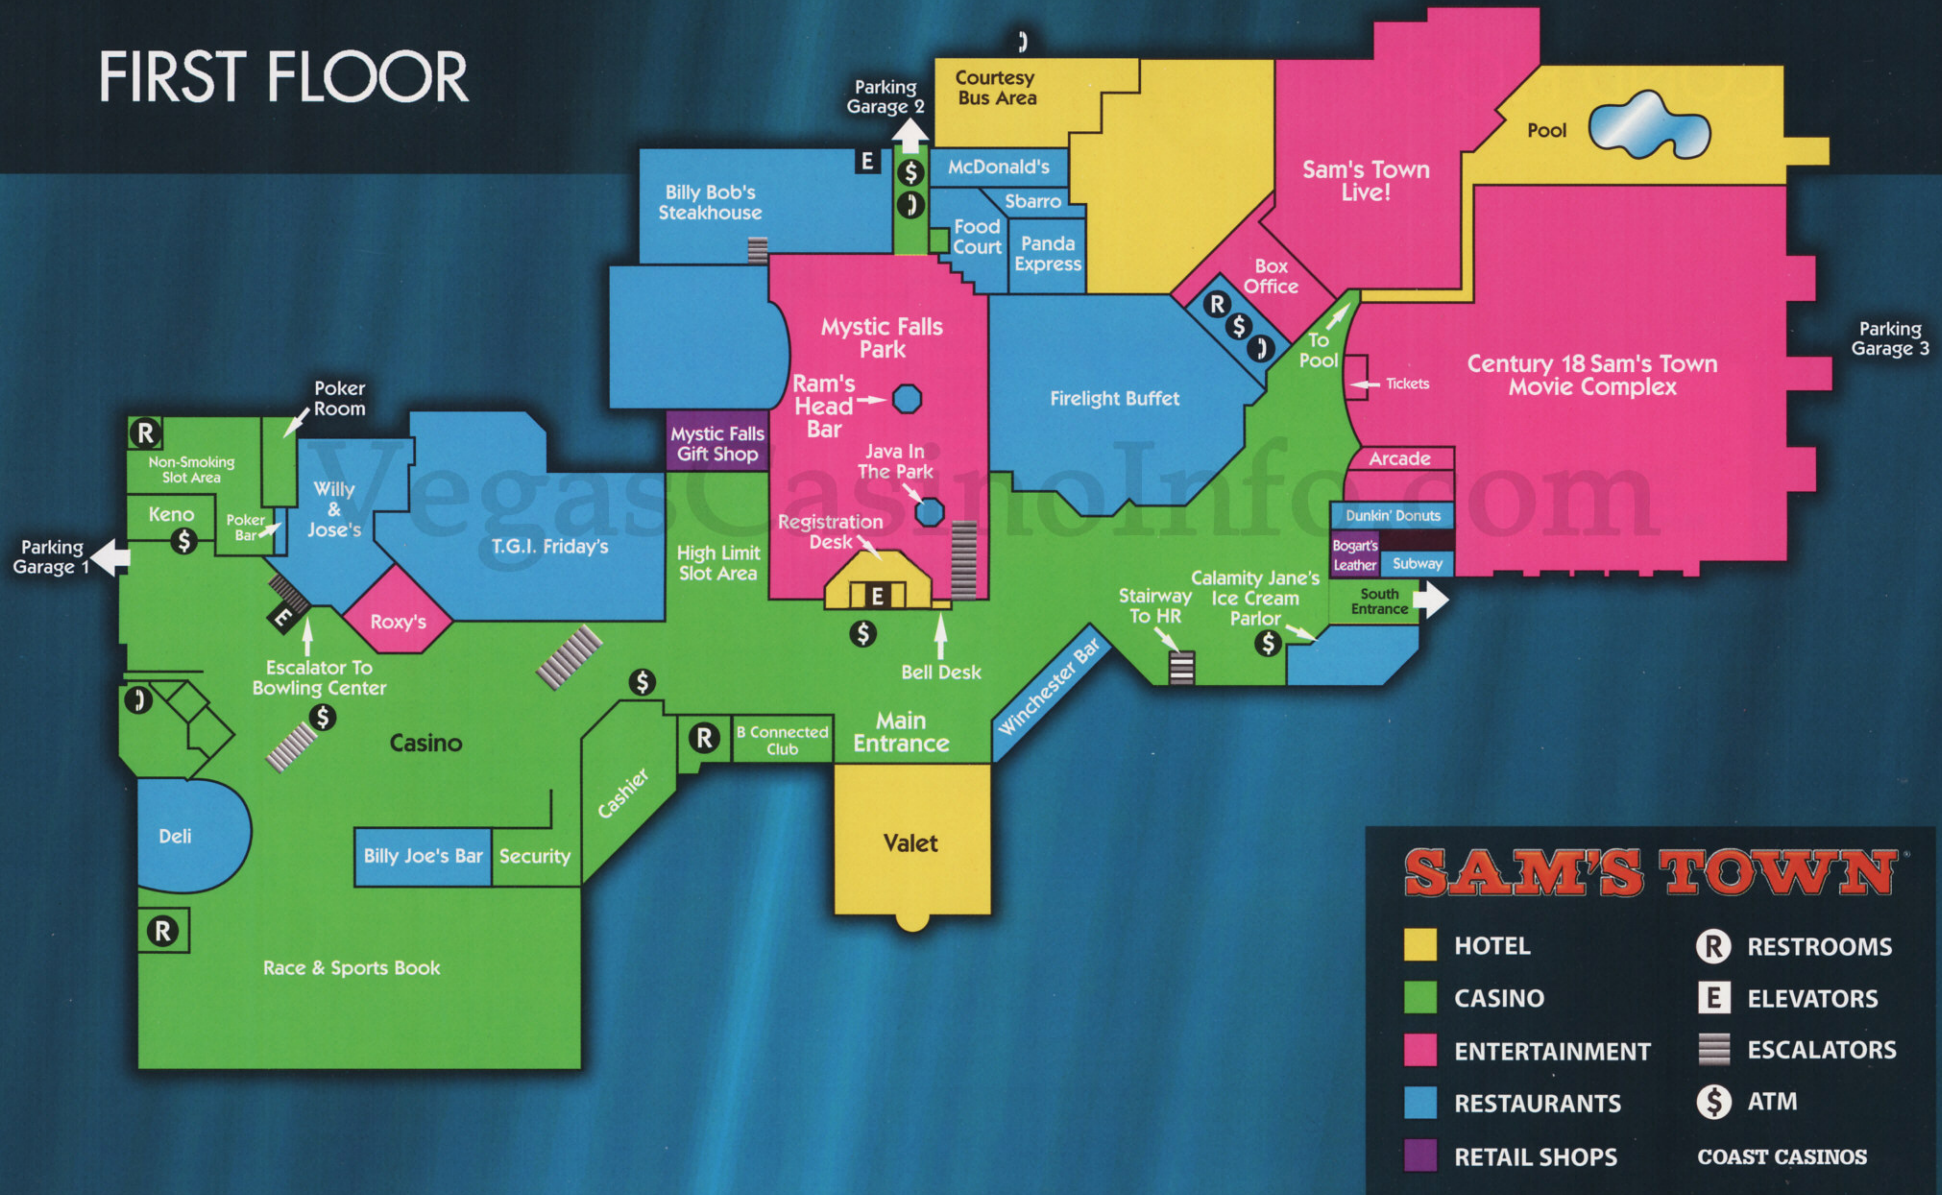 FIRST FLOOR
Parking
Garage 2
Courtesy
Bus Area
E
$
McDonald's
Sbarro
Food
Court
Panda
Express
Billy Bob's
Steakhouse
Sam's Town
Live!
Pool
Box
Office
R
$
To
Pool
Tickets
Century 18 Sam's Town
Movie Complex
Parking
Garage 3
Mystic Falls
Park
Ram's
Head
Bar
Java In
The Park
Firelight Buffet
Mystic Falls
Gift Shop
Registration
Desk
E
$
Bell Desk
High Limit
Slot Area
Arcade
Dunkin' Donuts
Bogart's
Leather
Subway
South
Entrance
Calamity Jane's
Ice Cream
Parlor
$
Stairway
To HR
Winchester Bar
Poker
Room
R
Non-Smoking
Slot Area
Keno
$
Poker
Bar
Willy
&
Jose's
T.G.I. Friday's
Parking
Garage 1
E
Roxy's
Escalator To
Bowling Center
$
Casino
$
R
B Connected
Club
Main
Entrance
Cashier
Valet
Deli
Billy Joe's Bar
Security
R
Race & Sports Book
VegasCasinoInfo.com
SAM'S TOWN
HOTEL
CASINO
ENTERTAINMENT
RESTAURANTS
RETAIL SHOPS
R RESTROOMS
E ELEVATORS
ESCALATORS
$ ATM
COAST CASINOS